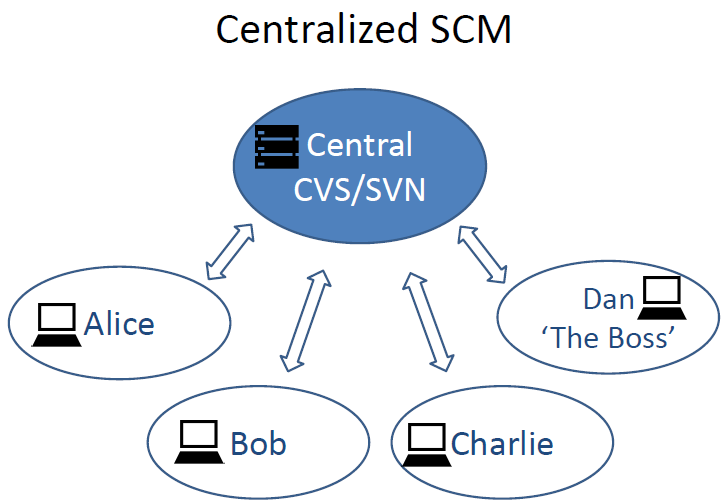 Centralized SCM
Central
CVS/SVN
Alice
Dan
‘The Boss’
Bob
Charlie